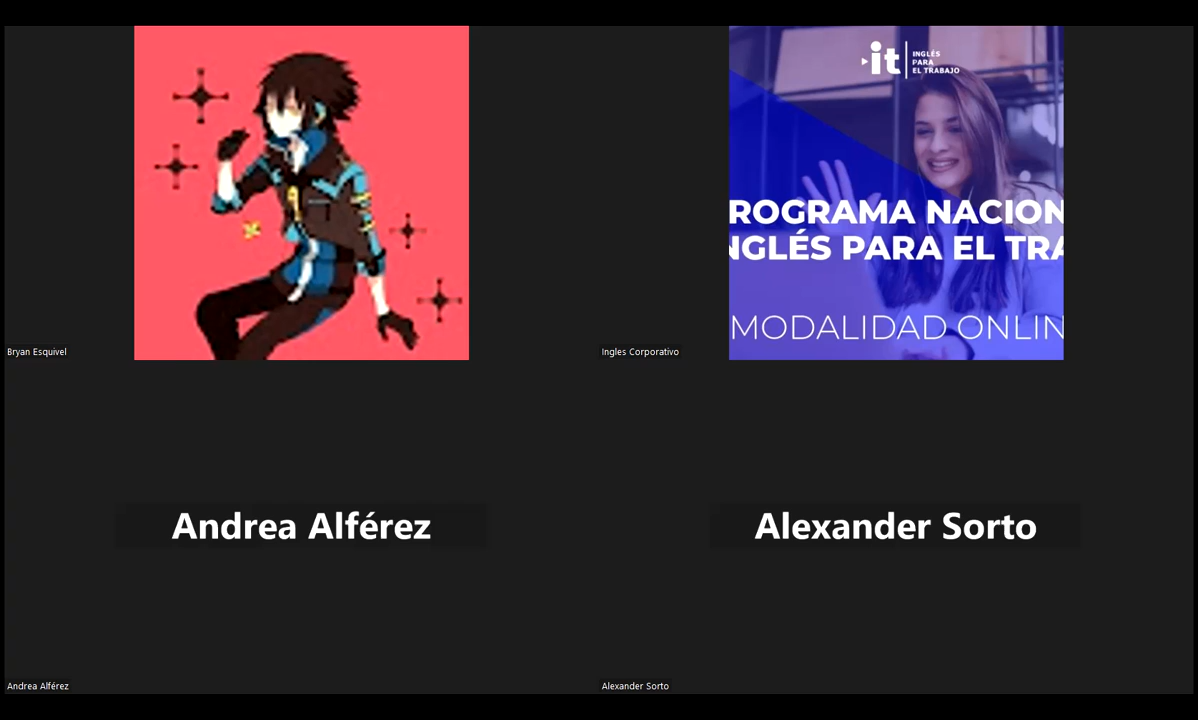 it
INGLÉS
PARA
EL TRABAJO
ROGRAMA NACION
NGLÉS PARA EL TRA
MODALIDAD ONLIN
Bryan Esquivel
Ingles Corporativo
Andrea Alférez
Alexander Sorto
Andrea Alférez
Alexander Sorto